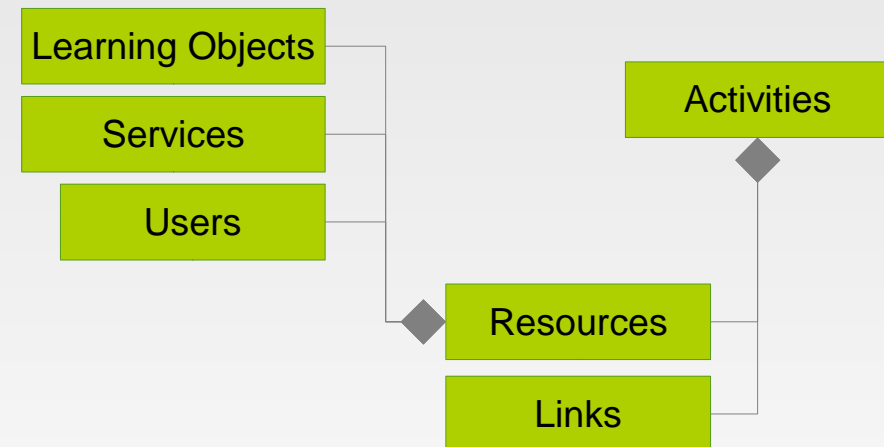 Learning Objects
Services
Users
Activities
Resources
Links